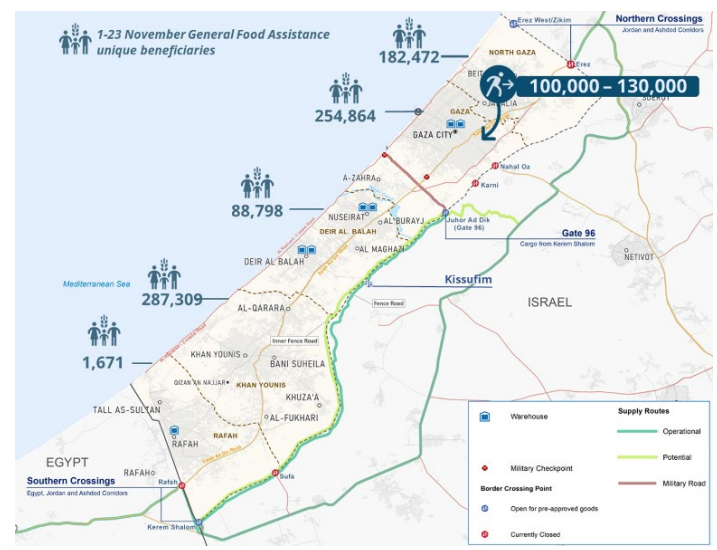 1-23 November General Food Assistance
unique beneficiaries
182,472
254,864
88,798
287,309
1,671
100,000 – 130,000
Erez West/Zikim
Northern Crossings
Jordan and Ashdod Corridors
NORTH GAZA
Erez
GAZA
GAZA CITY
A-ZAHRA
Nahal Oz
Karni
NUSEIRAT
AL BURAYJ
DEIR AL BALAH
Juhor Ad Dik
(Gate 96)
Gate 96
Cargo from Kerem Shalom
AL MAGHAZI
DEIR AL BALAH
NETIVOT
Mediterranean Sea
Kissufim
AL-QARARA
Fence Road
ISRAEL
Inner Fence Road
KHAN YOUNIS
BANI SUHEILA
QIZAN AN NAJJAR
KHAN YOUNIS
KHUZA'A
TALL AS-SULTAN
AL-FUKHARI
RAFAH
RAFAH
EGYPT
RAFAH
Sufa
Southern Crossings
Egypt, Jordan and Ashdod Corridors
Rafah
Kerem Shalom
Warehouse
Military Checkpoint
Border Crossing Point
Open for pre-approved goods
Currently Closed
Supply Routes
Operational
Potential
Military Road